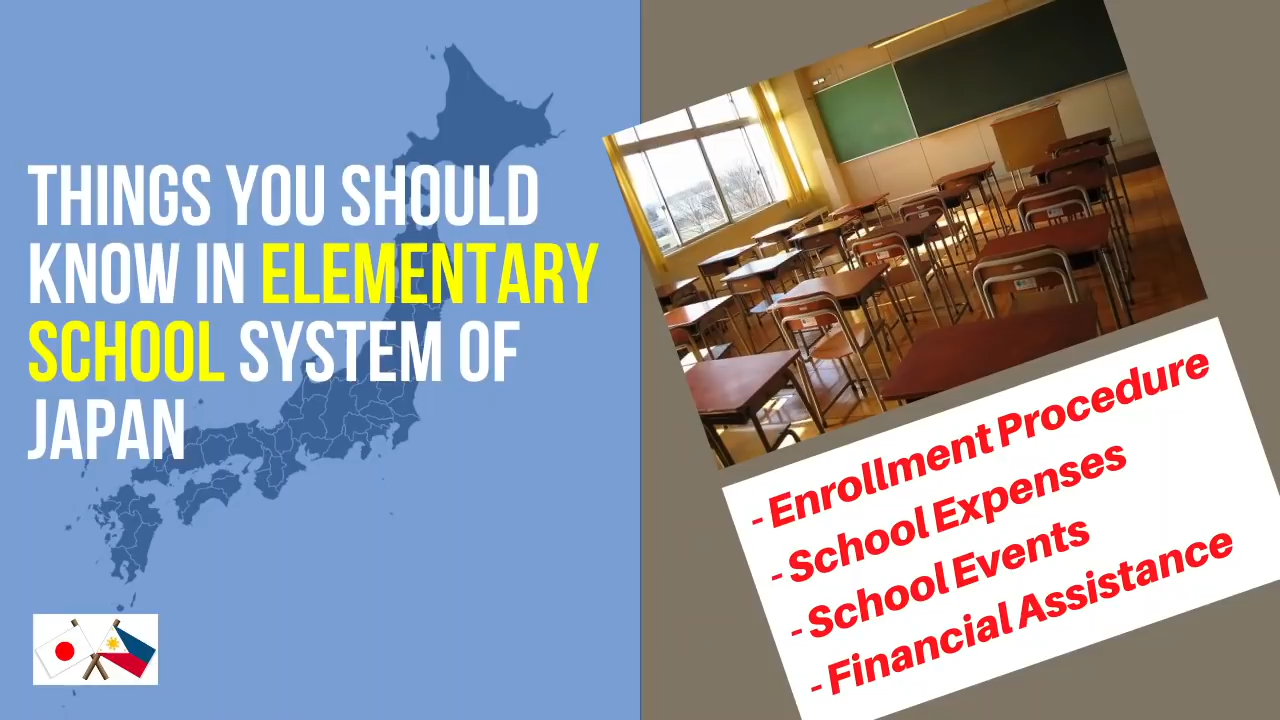 THINGS YOU SHOULD
KNOW IN ELEMENTARY
SCHOOL SYSTEM OF
JAPAN
- Enrollment Procedure
- School Expenses
- School Events
- Financial Assistance